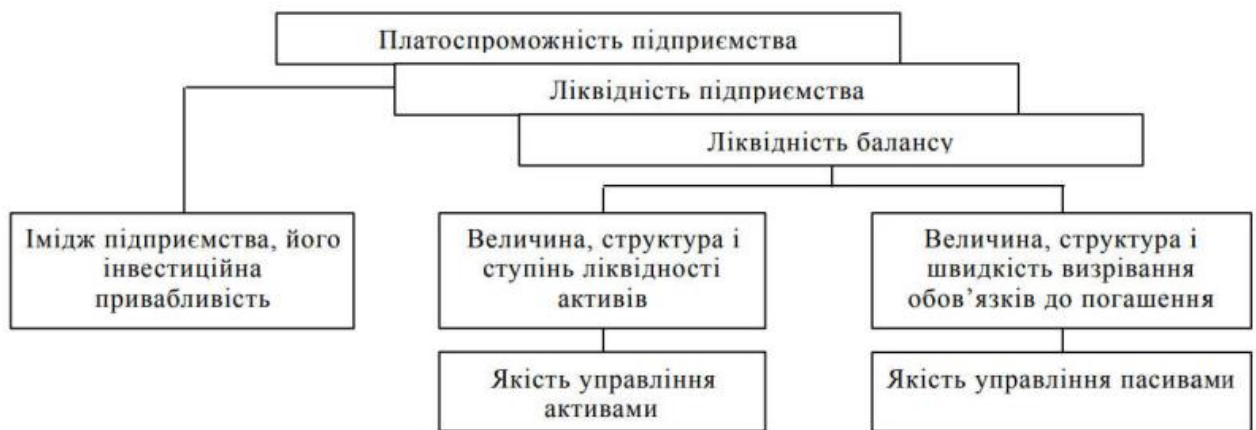 Платоспроможність підприємства
Ліквідність підприємства
Ліквідність балансу
Імідж підприємства, його
інвестиційна
привабливість
Величина, структура і
ступінь ліквідності
активів
Величина, структура і
швидкість визрівання
обов’язків до погашення
Якість управління
активами
Якість управління пасивами